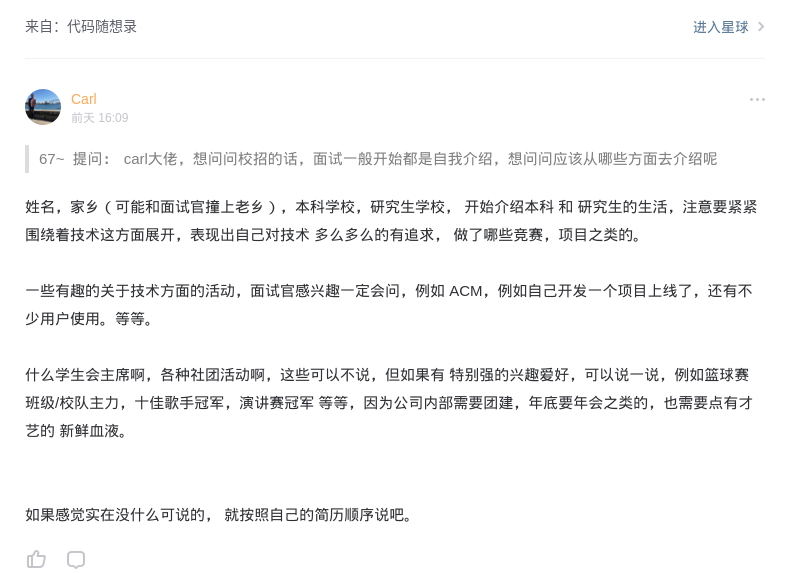 来自：代码随想录
进入星球
Carl
前天 16:09
67~ 提问： carl大佬，想问问校招的话，面试一般开始都是自我介绍，想问问应该从哪些方面去介绍呢
姓名，家乡（可能和面试官撞上老乡），本科学校，研究生学校， 开始介绍本科 和 研究生的生活，注意要紧紧
围绕着技术这方面展开，表现出自己对技术 多么多么的有追求， 做了哪些竞赛，项目之类的。
一些有趣的关于技术方面的活动，面试官感兴趣一定会问，例如 ACM，例如自己开发一个项目上线了，还有不
少用户使用。等等。
什么学生会主席啊，各种社团活动啊，这些可以不说，但如果有 特别强的兴趣爱好，可以说一说，例如篮球赛
班级/校队主力，十佳歌手冠军，演讲赛冠军 等等，因为公司内部需要团建，年底要年会之类的，也需要点有才
艺的 新鲜血液。
如果感觉实在没什么可说的， 就按照自己的简历顺序说吧。